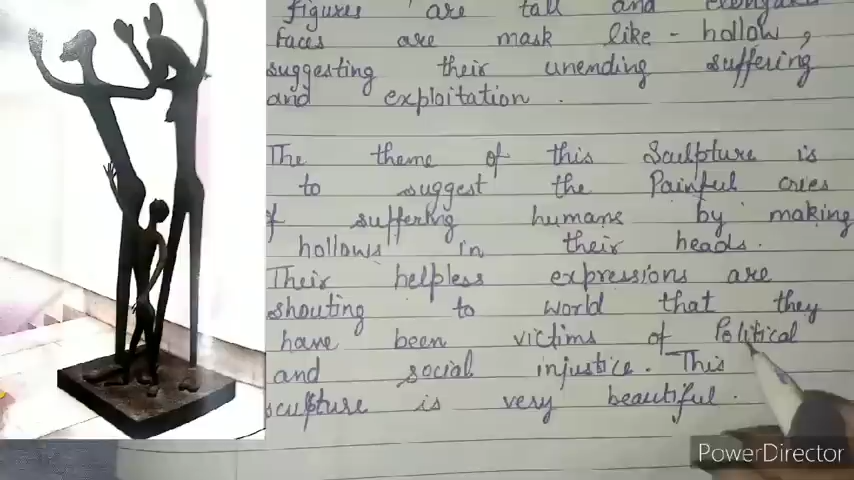 figures are tall and
faces are mask like - hollow,
suggesting their unending suffering
and exploitation .
The theme of this Sculpture is
to suggest the Painful cries
of suffering humans by making
hollows in their heads.
Their helpless expressions are
shouting to world that they
have been victims of Political
and social injustice. This
sculpture is very beautiful.
PowerDirector